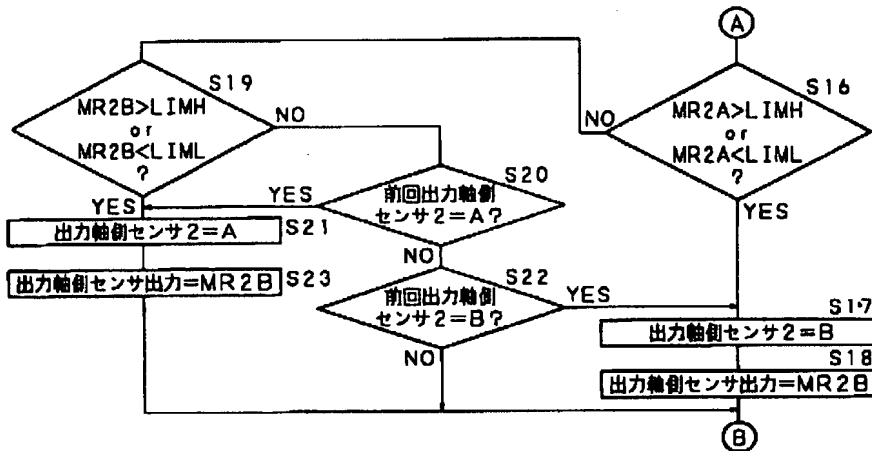 A
S16
MR2A>LIMH
or
MR2A<LIML
?
NO
YES
S19
MR2B>LIMH
or
MR2B<LIML
?
NO
YES
S20
前回出力軸側
センサ2=A?
YES
NO
S21
出力軸側センサ2=A
S23
出力軸側センサ出力=MR2B
S22
前回出力軸側
センサ2=B?
YES
NO
S17
出力軸側センサ2=B
S18
出力軸側センサ出力=MR2B
B